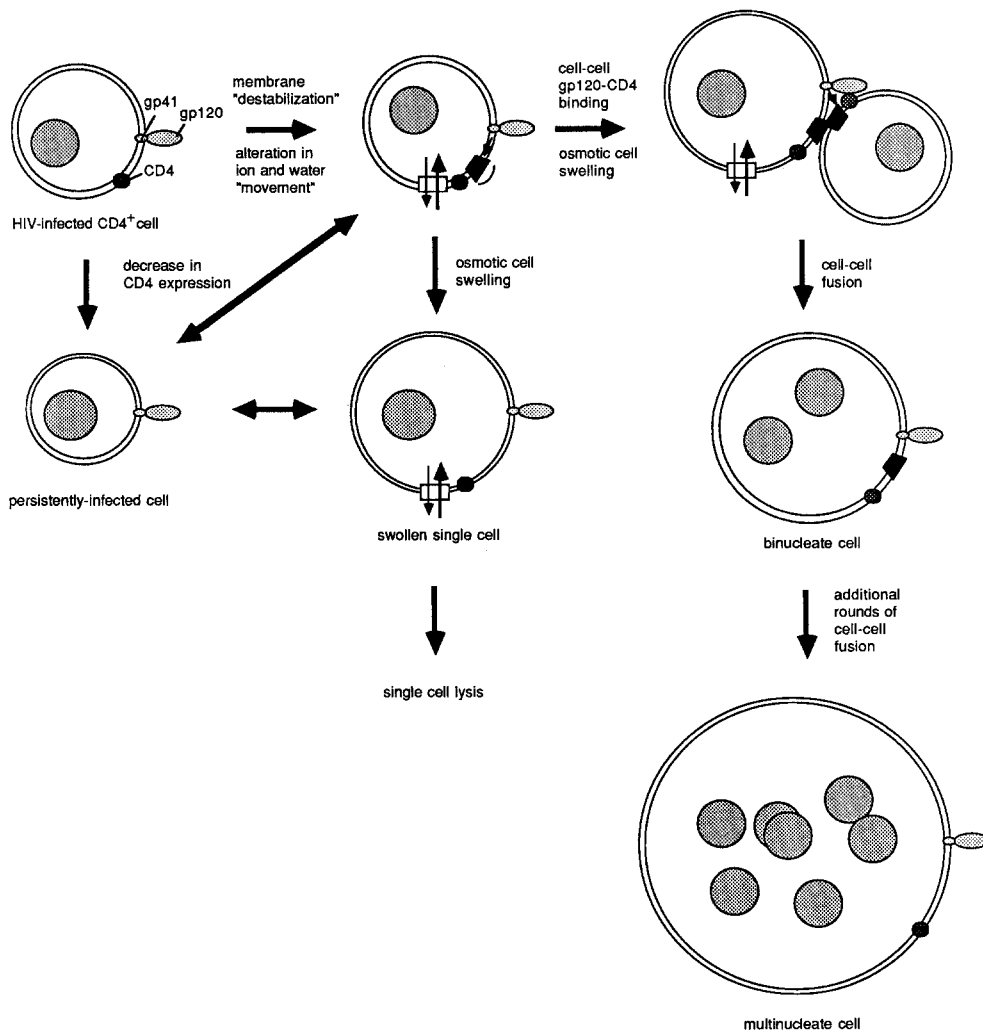 gp41
gp120
CD4
HIV-infected CD4+cell
membrane
"destabilization"
alteration in
ion and water
"movement"
cell-cell
gp120-CD4
binding
osmotic cell
swelling
decrease in
CD4 expression
osmotic cell
swelling
cell-cell
fusion
persistently-infected cell
swollen single cell
binucleate cell
additional
rounds of
cell-cell
fusion
single cell lysis
multinucleate cell